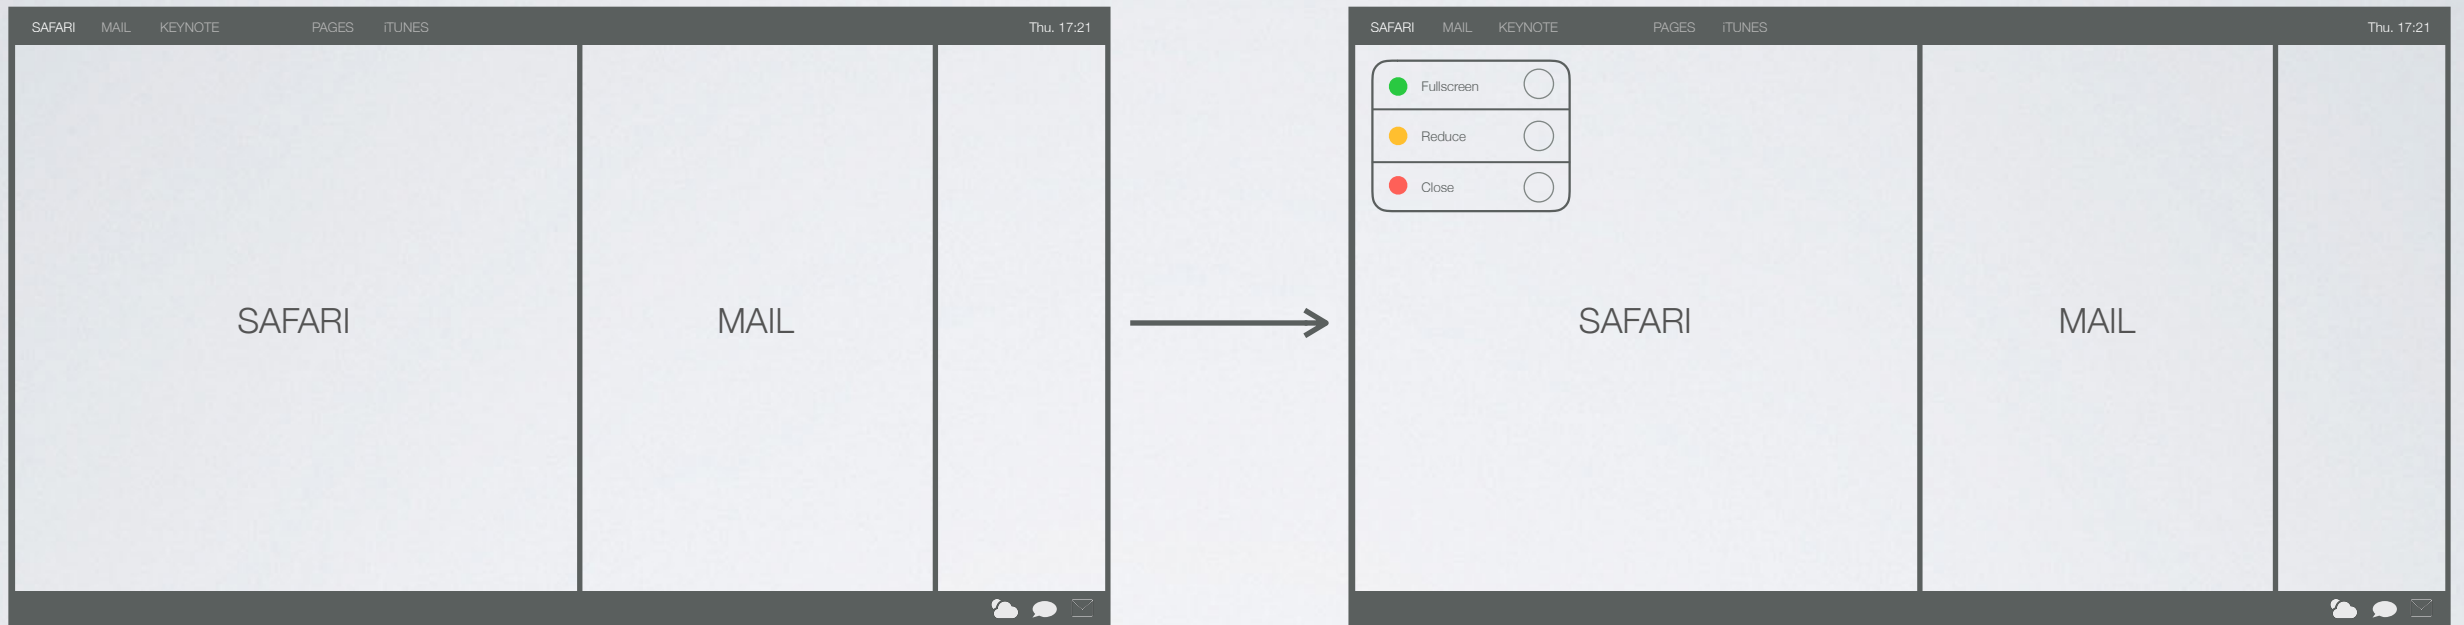 SAFARI MAIL KEYNOTE PAGES iTUNES Thu. 17:21
SAFARI MAIL
SAFARI MAIL KEYNOTE PAGES iTUNES Thu. 17:21
Fullscreen
Reduce
Close
SAFARI MAIL